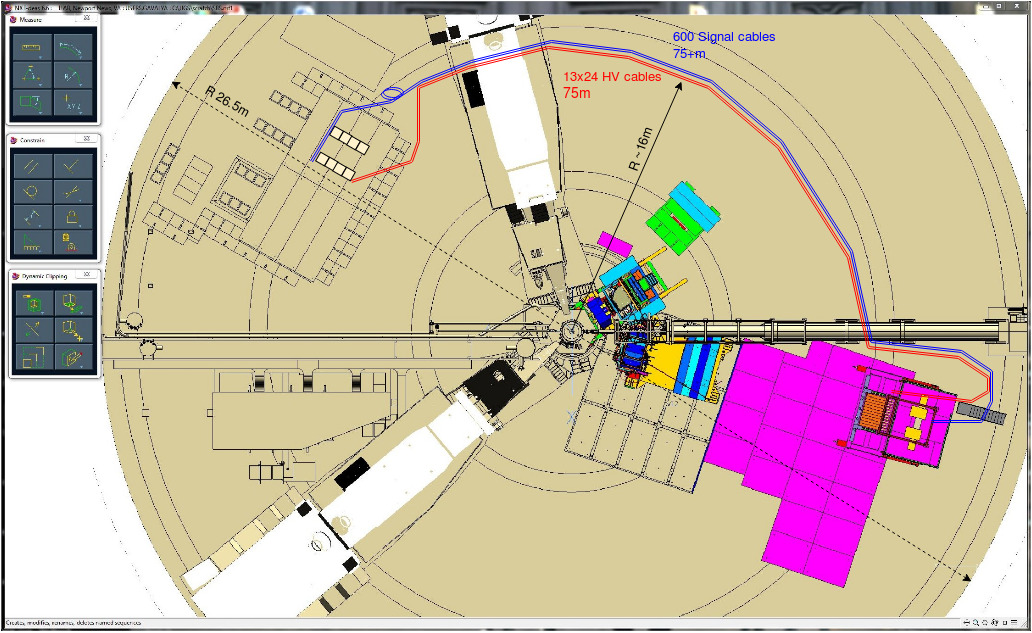 Measure
Constrain
Dynamic Clipping
R
X Y Z
600 Signal cables
75+m
13x24 HV cables
75m
R 26.5m
R ~ 16m
Creates, modifies, renames, deletes named sequences